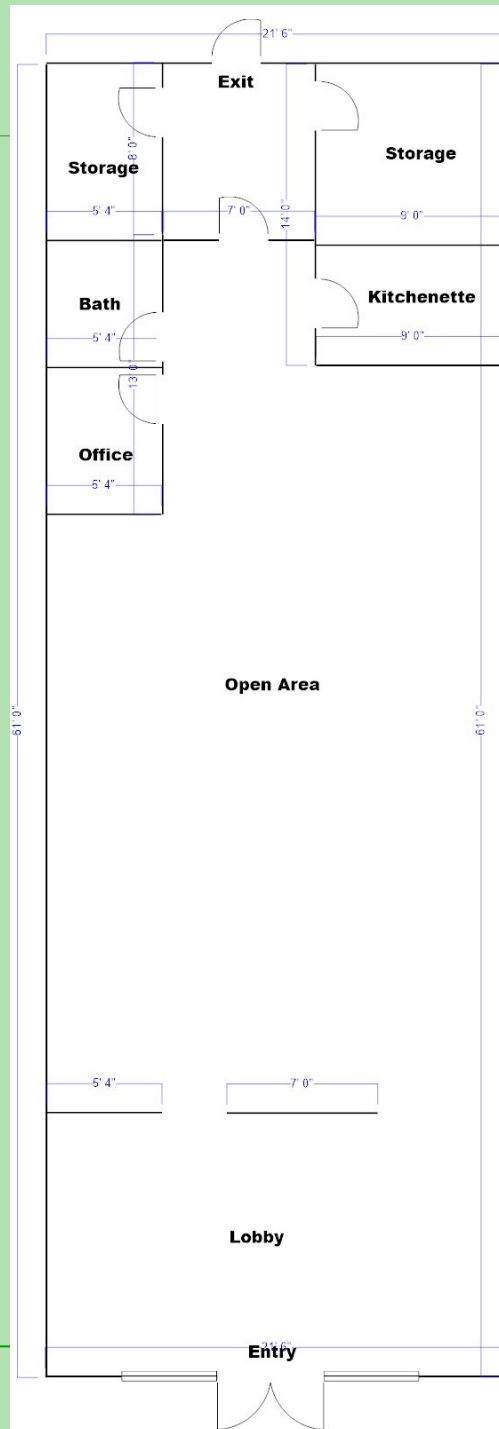 21' 6"
Exit
Storage
8' 0"
Storage
5' 4"
7' 0"
14' 0"
9' 0"
Bath
Kitchenette
5' 4"
9' 0"
13' 0"
Office
5' 4"
Open Area
61' 0"
61' 0"
5' 4"
7' 0"
Lobby
21' 6"
Entry